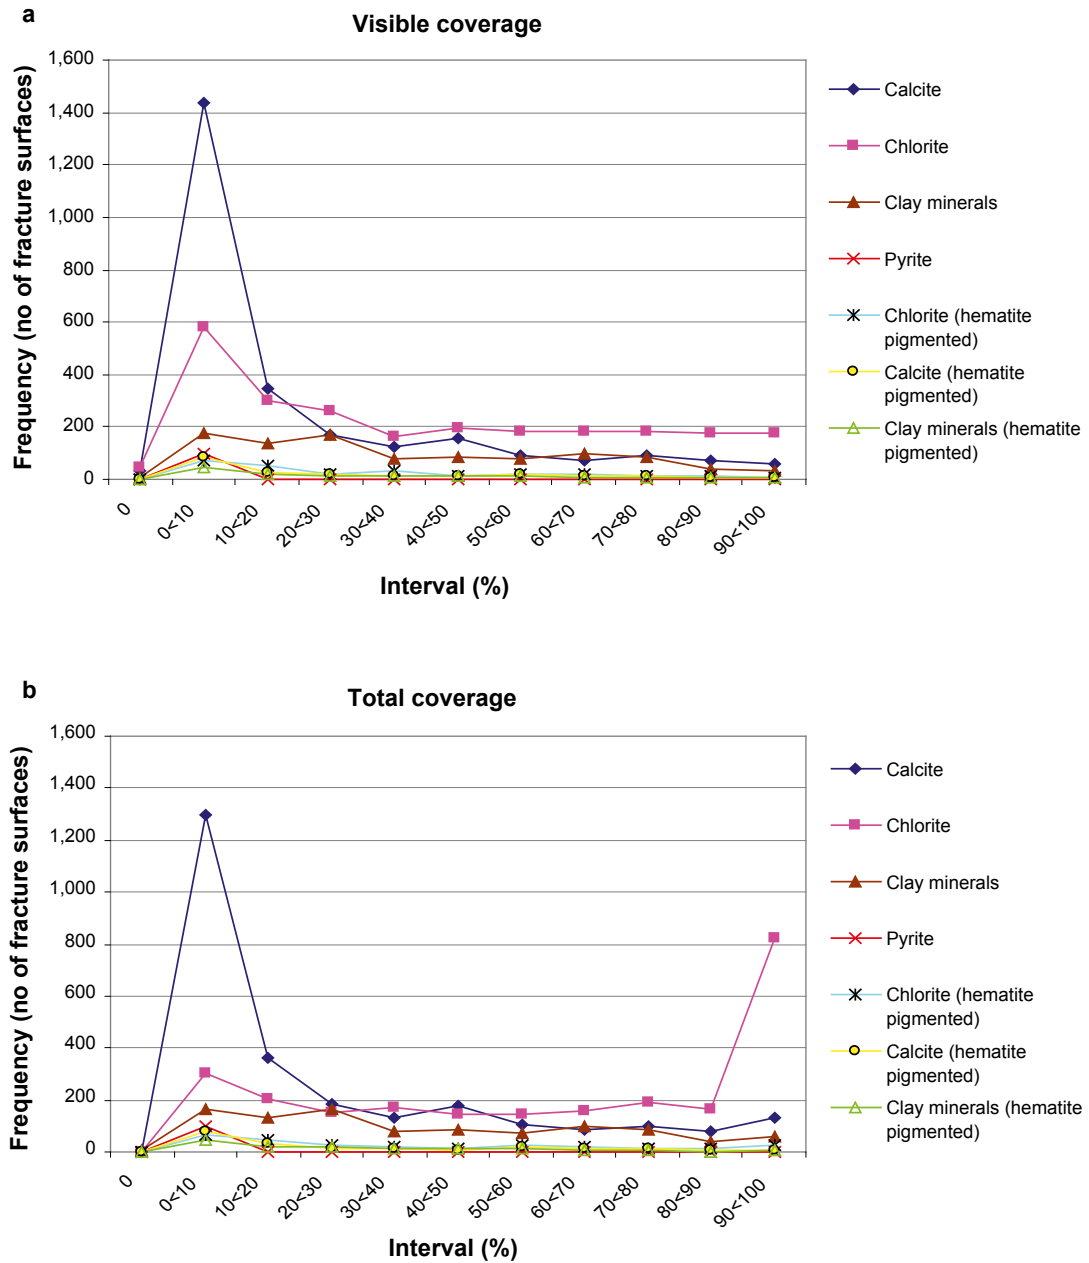 a
Visible coverage
Frequency (no of fracture surfaces)
1,600
1,400
1,200
1,000
800
600
400
200
0
0
0<10
10<20
20<30
30<40
40<50
50<60
60<70
70<80
80<90
90<100
Interval (%)
Calcite
Chlorite
Clay minerals
Pyrite
Chlorite (hematite
pigmented)
Calcite (hematite
pigmented)
Clay minerals (hematite
pigmented)
b
Total coverage
Frequency (no of fracture surfaces)
1,600
1,400
1,200
1,000
800
600
400
200
0
0
0<10
10<20
20<30
30<40
40<50
50<60
60<70
70<80
80<90
90<100
Interval (%)
Calcite
Chlorite
Clay minerals
Pyrite
Chlorite (hematite
pigmented)
Calcite (hematite
pigmented)
Clay minerals (hematite
pigmented)